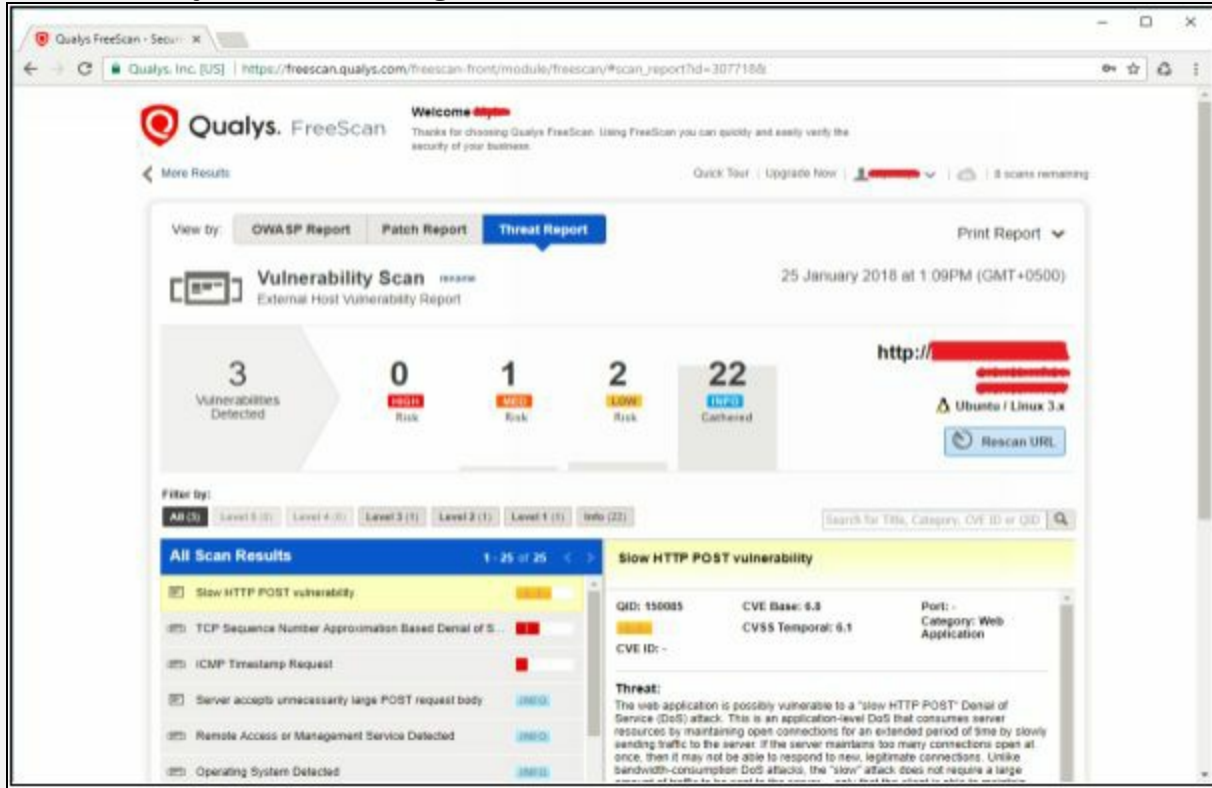 Qualys FreeScan - Secur
Qualys, Inc. [US] https://freescan.qualys.com/freescan-front/module/freescan/#scan_report?id=307718&
Qualys. FreeScan
Welcome
Thanks for choosing Qualys FreeScan. Using FreeScan you can quickly and easily verify the
security of your business.
More Results
Quick Tour | Upgrade Now | 8 scans remaining
View by: OWASP Report Patch Report Threat Report
Print Report
Vulnerability Scan rename
External Host Vulnerability Report
25 January 2018 at 1:09PM (GMT+0500)
3 Vulnerabilities Detected
0 HIGH Risk
1 MED Risk
2 LOW Risk
22 INFO Gathered
http://
Ubuntu / Linux 3.x
Rescan URL
Filter by:
All (3) Level 5 (0) Level 4 (0) Level 3 (1) Level 2 (1) Level 1 (1) Info (22)
Search for Title, Category, CVE ID or QID
All Scan Results 1 - 25 of 25
Slow HTTP POST vulnerability
TCP Sequence Number Approximation Based Denial of S...
ICMP Timestamp Request
Server accepts unnecessarily large POST request body INFO
Remote Access or Management Service Detected INFO
Operating System Detected INFO
Slow HTTP POST vulnerability
QID: 150085
CVE ID: -
CVE Base: 6.8
CVSS Temporal: 6.1
Port: -
Category: Web
Application
Threat:
The web application is possibly vulnerable to a "slow HTTP POST" Denial of
Service (DoS) attack. This is an application-level DoS that consumes server
resources by maintaining open connections for an extended period of time by slowly
sending traffic to the server. If the server maintains too many connections open at
once, then it may not be able to respond to new, legitimate connections. Unlike
bandwidth-consumption DoS attacks, the "slow" attack does not require a large